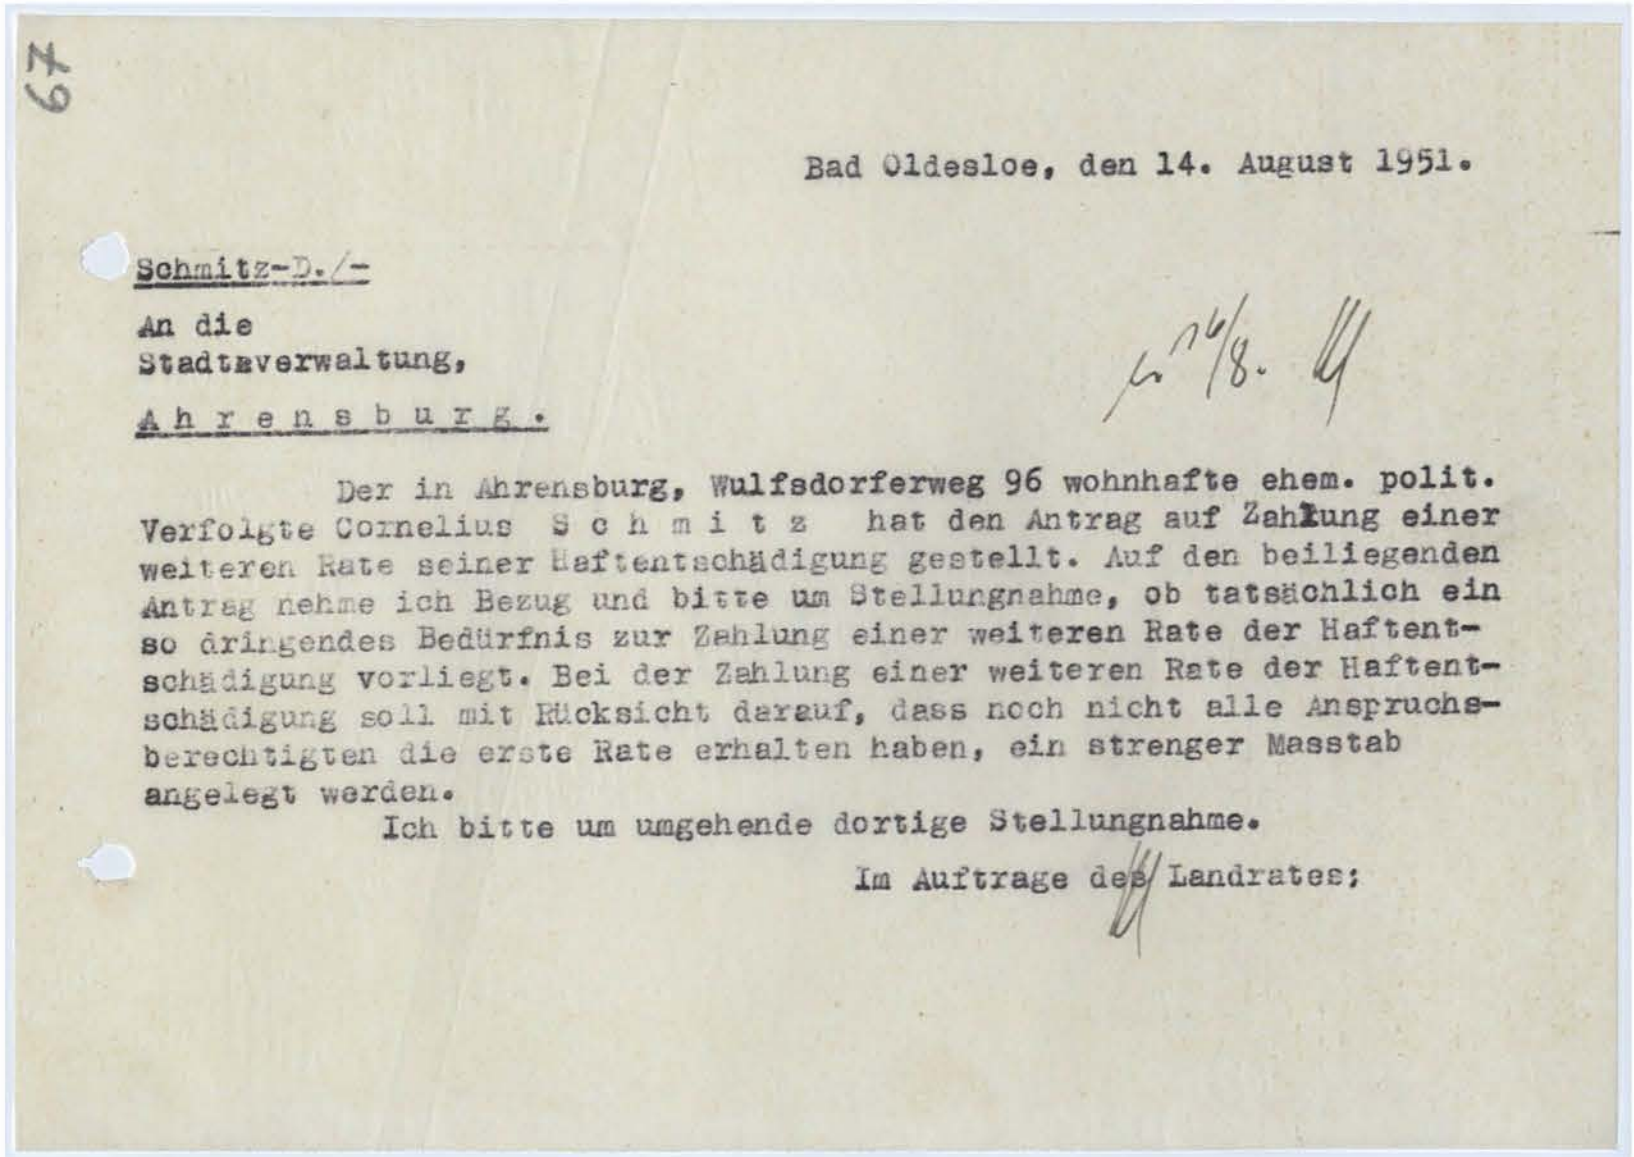 67
Bad Oldesloe, den 14. August 1951.
Schmitz-D./-
An die
Stadtsverwaltung,
16/8.
Ahrensburg.
Der in Ahrensburg, Wulfsdorferweg 96 wohnhafte ehem. polit.
Verfolgte Cornelius S c h m i t z hat den Antrag auf Zahlung einer
weiteren Rate seiner Haftentschädigung gestellt. Auf den beiliegenden
Antrag nehme ich Bezug und bitte um Stellungnahme, ob tatsächlich ein
so dringendes Bedürfnis zur Zahlung einer weiteren Rate der Haftent-
schädigung vorliegt. Bei der Zahlung einer weiteren Rate der Haftent-
schädigung soll mit Rücksicht darauf, dass noch nicht alle Anspruchs-
berechtigten die erste Rate erhalten haben, ein strenger Masstab
angelegt werden.
Ich bitte um umgehende dortige Stellungnahme.
Im Auftrage des Landrates: